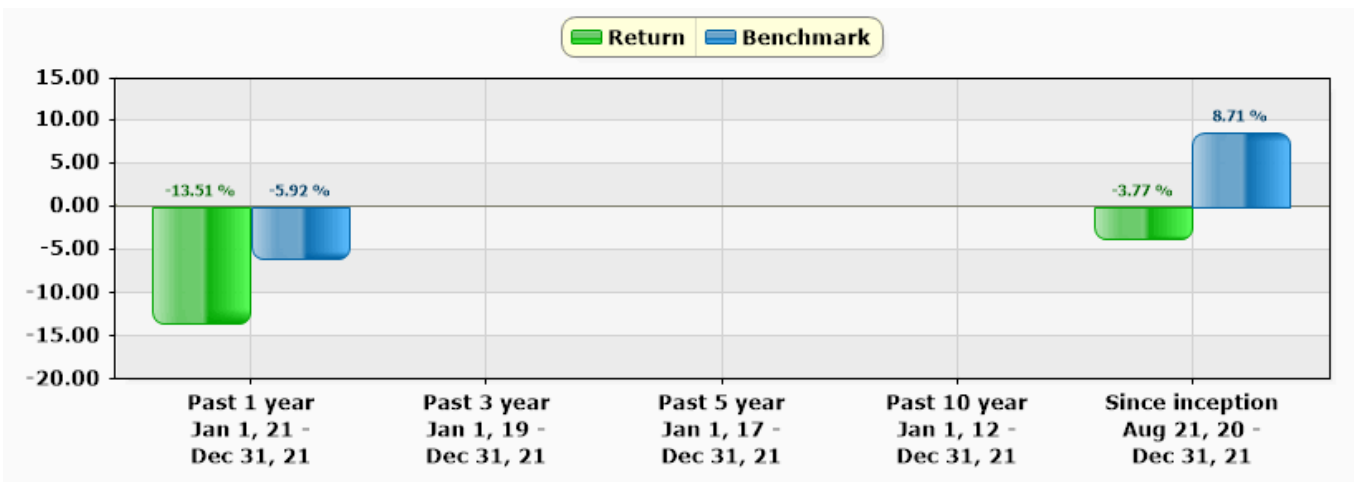 Return Benchmark
15.00
10.00
5.00
0.00
-5.00
-10.00
-15.00
-20.00
-13.51 %
-5.92 %
-3.77 %
8.71 %
Past 1 year
Jan 1, 21 -
Dec 31, 21
Past 3 year
Jan 1, 19 -
Dec 31, 21
Past 5 year
Jan 1, 17 -
Dec 31, 21
Past 10 year
Jan 1, 12 -
Dec 31, 21
Since inception
Aug 21, 20 -
Dec 31, 21